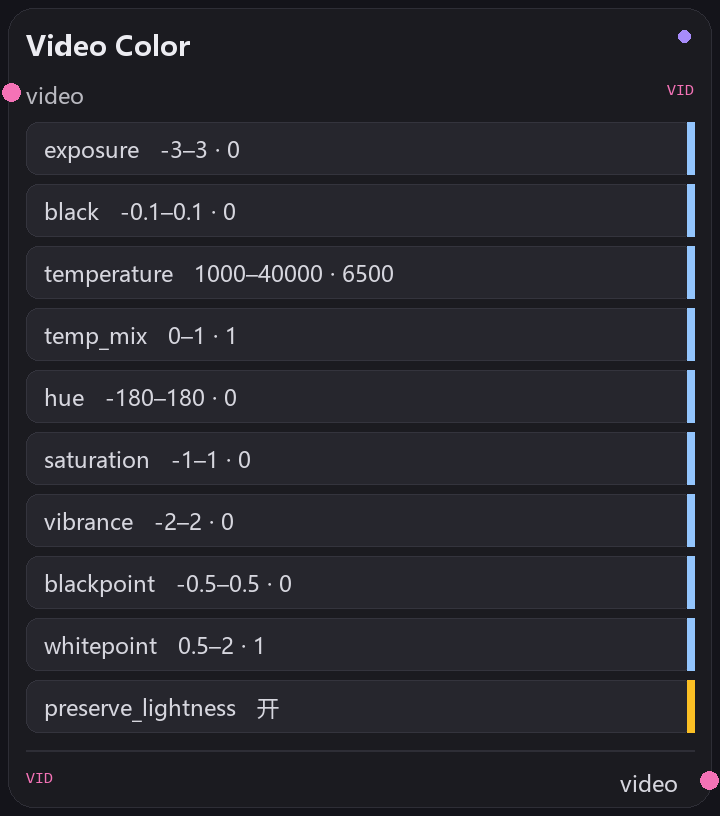 Video Color
video VID
exposure -3–3 · 0
black -0.1–0.1 · 0
temperature 1000–40000 · 6500
temp_mix 0–1 · 1
hue -180–180 · 0
saturation -1–1 · 0
vibrance -2–2 · 0
blackpoint -0.5–0.5 · 0
whitepoint 0.5–2 · 1
preserve_lightness 开
VID video